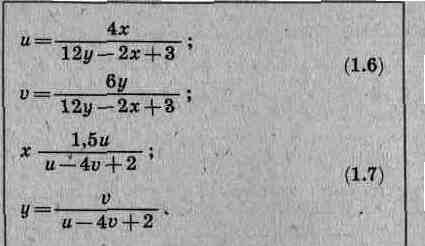 u = 4x / (12y − 2x + 3) ;
(1.6)
v = 6y / (12y − 2x + 3) ;
x 1,5u / (u − 4v + 2) ;
(1.7)
y = v / (u − 4v + 2) .